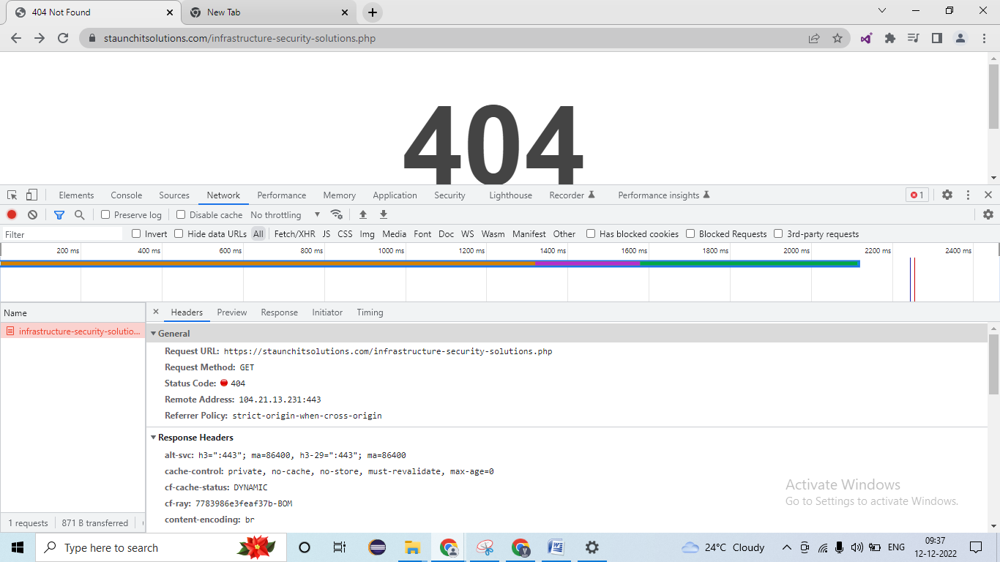 404 Not Found
New Tab
staunchitsolutions.com/infrastructure-security-solutions.php
404
Elements Console Sources Network Performance Memory Application Security Lighthouse Recorder Performance insights 1
Preserve log Disable cache No throttling
Filter Invert Hide data URLs All Fetch/XHR JS CSS Img Media Font Doc WS Wasm Manifest Other Has blocked cookies Blocked Requests 3rd-party requests
200 ms 400 ms 600 ms 800 ms 1000 ms 1200 ms 1400 ms 1600 ms 1800 ms 2000 ms 2200 ms 2400 ms
Name
infrastructure-security-solutio...
1 requests 871 B transferred
Headers Preview Response Initiator Timing
General
Request URL: https://staunchitsolutions.com/infrastructure-security-solutions.php
Request Method: GET
Status Code: 404
Remote Address: 104.21.13.231:443
Referrer Policy: strict-origin-when-cross-origin
Response Headers
alt-svc: h3=":443"; ma=86400, h3-29=":443"; ma=86400
cache-control: private, no-cache, no-store, must-revalidate, max-age=0
cf-cache-status: DYNAMIC
cf-ray: 7783986e3feaf37b-BOM
content-encoding: br
Activate Windows
Go to Settings to activate Windows.
Type here to search
24°C Cloudy
ENG
09:37
12-12-2022